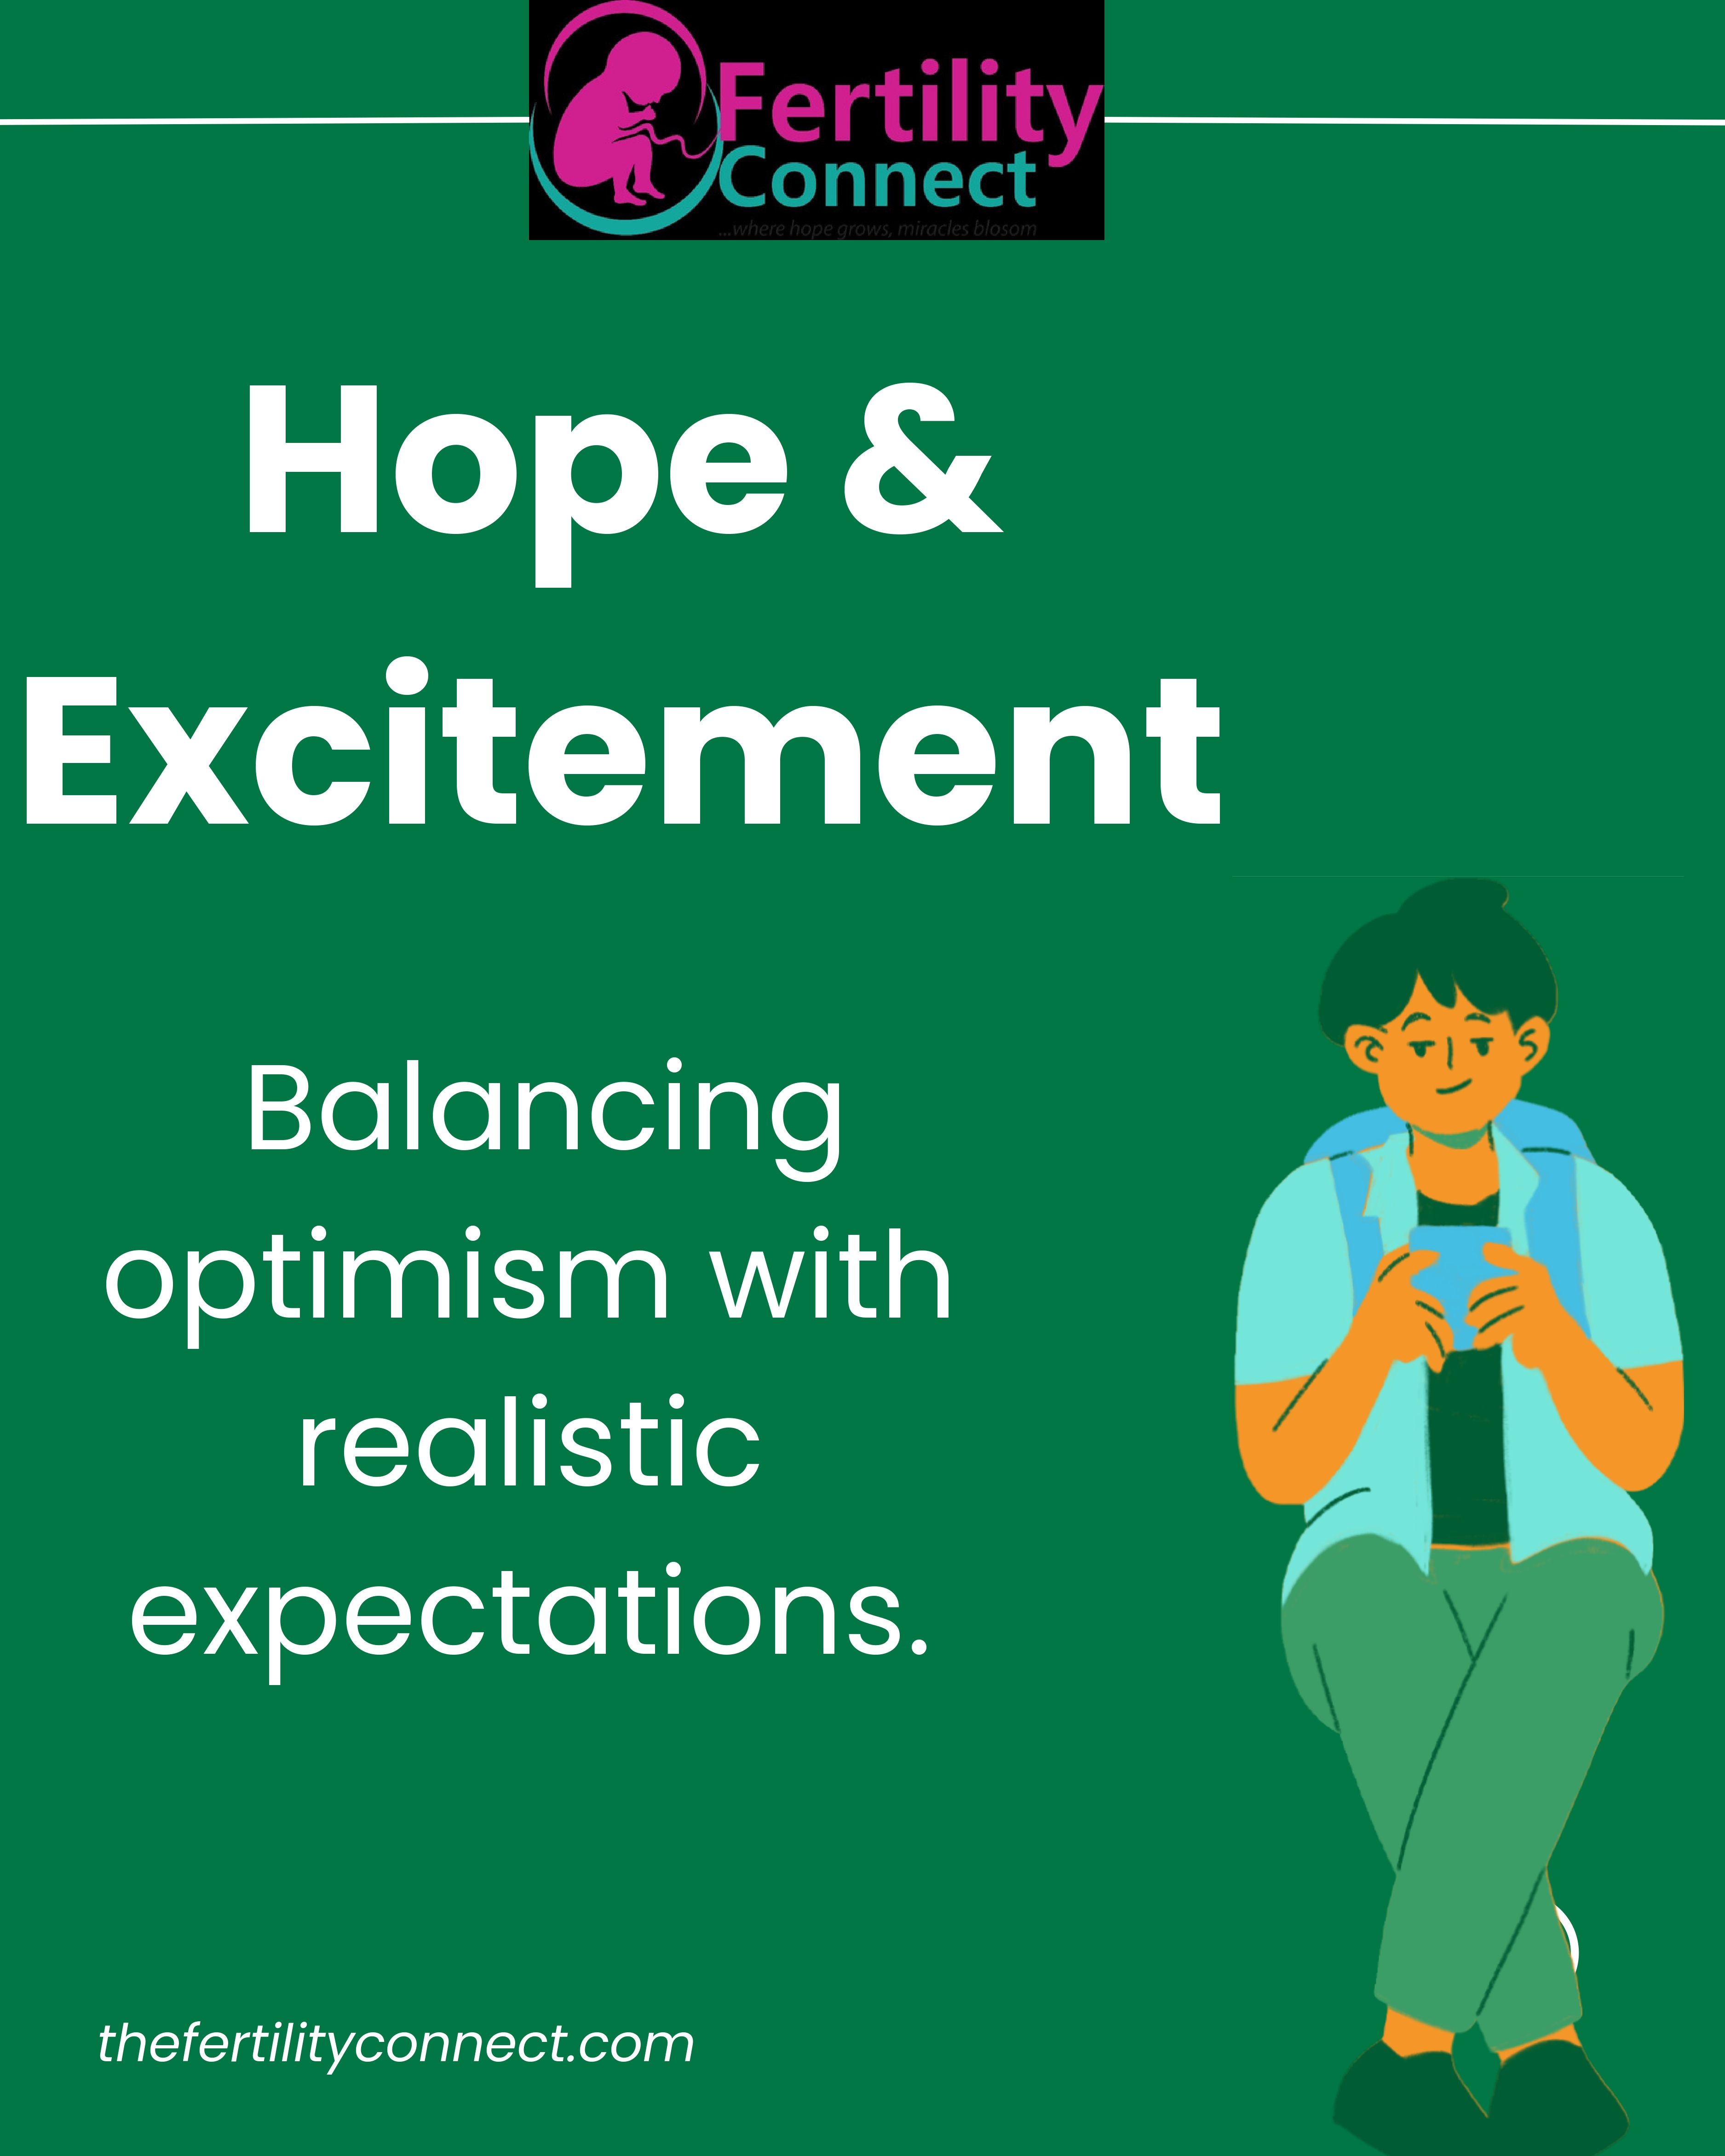 Fertility
Connect
...where hope grows, miracles blosom
Hope &
Excitement
Balancing
optimism with
realistic
expectations.
thefertilityconnect.com